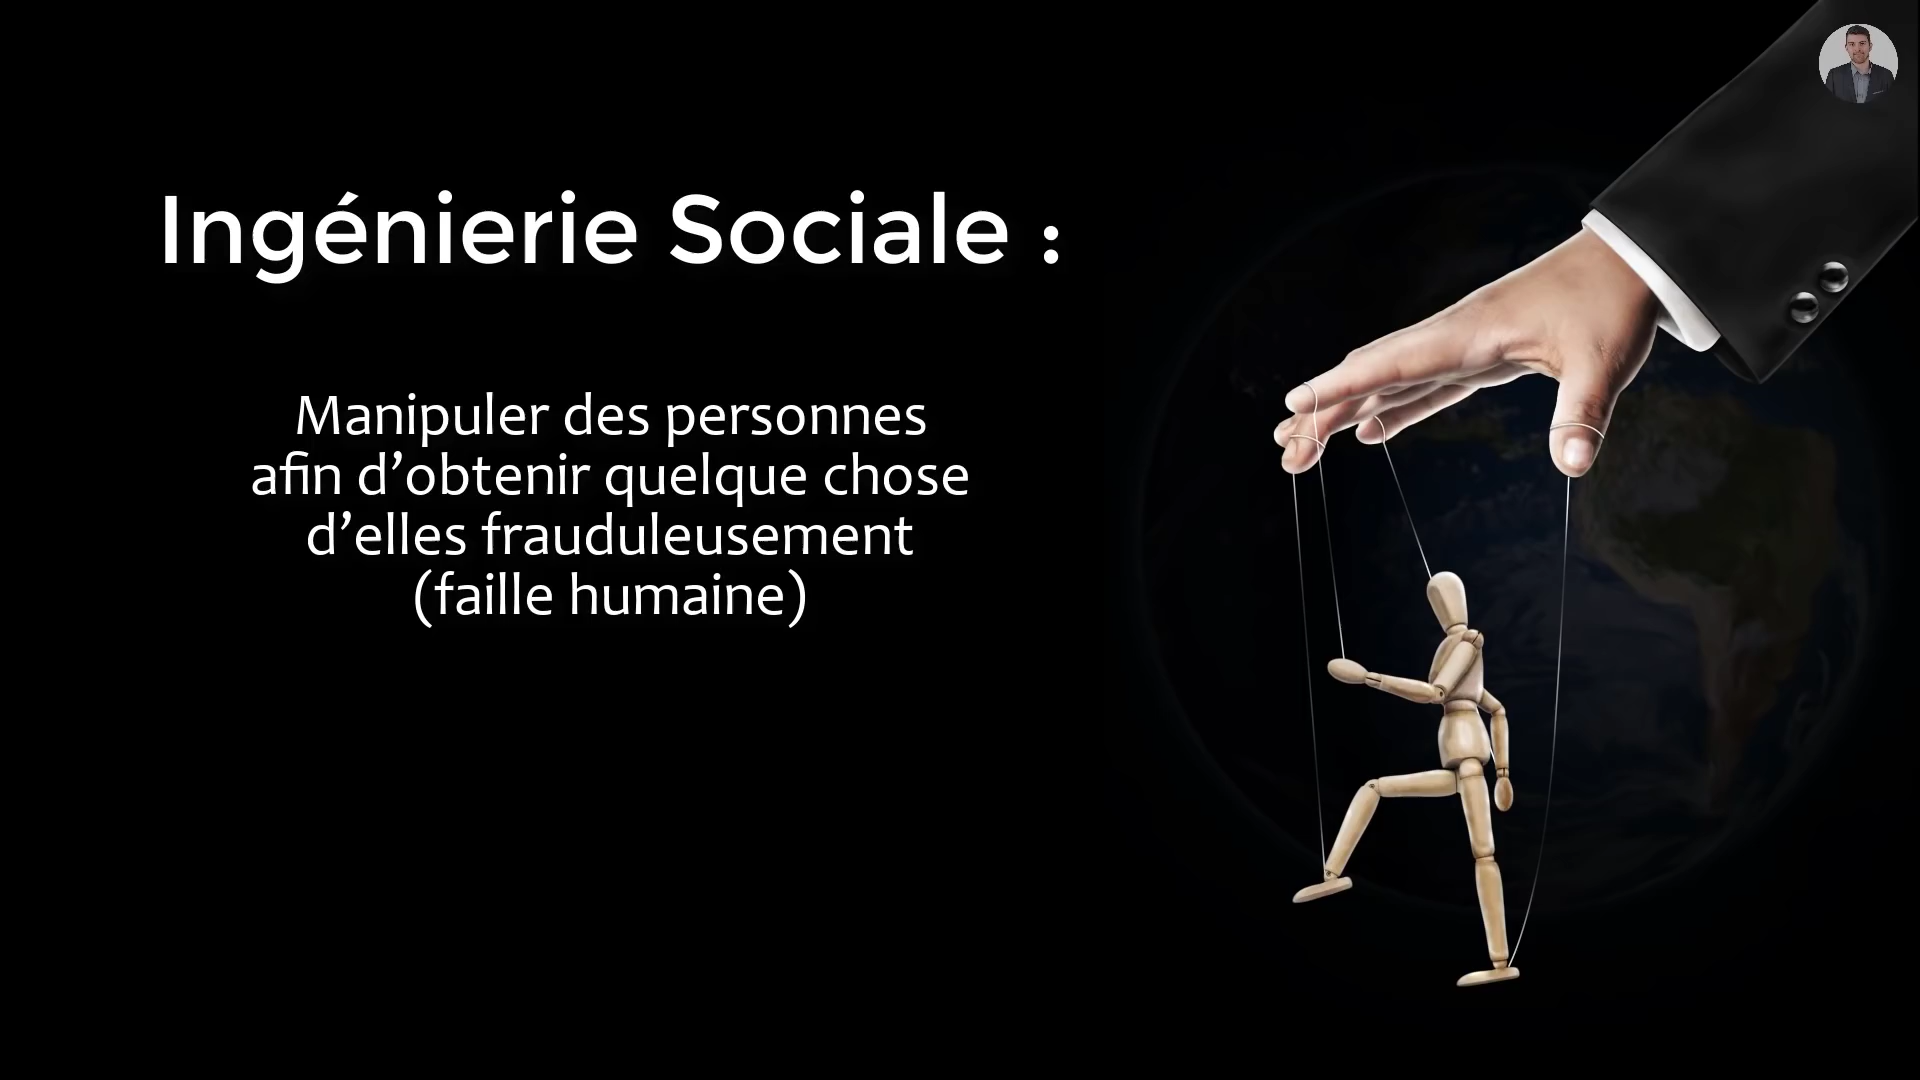 Ingénierie Sociale :
Manipuler des personnes
afin d’obtenir quelque chose
d’elles frauduleusement
(faille humaine)